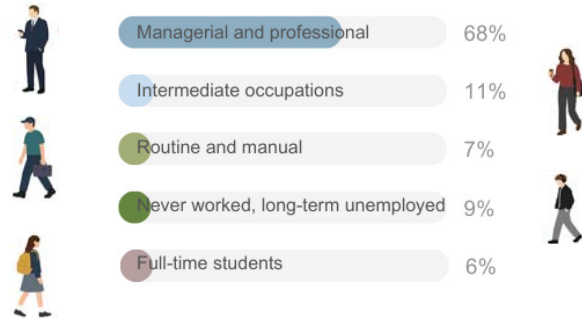 Managerial and professional 68%
Intermediate occupations 11%
Routine and manual 7%
Never worked, long-term unemployed 9%
Full-time students 6%